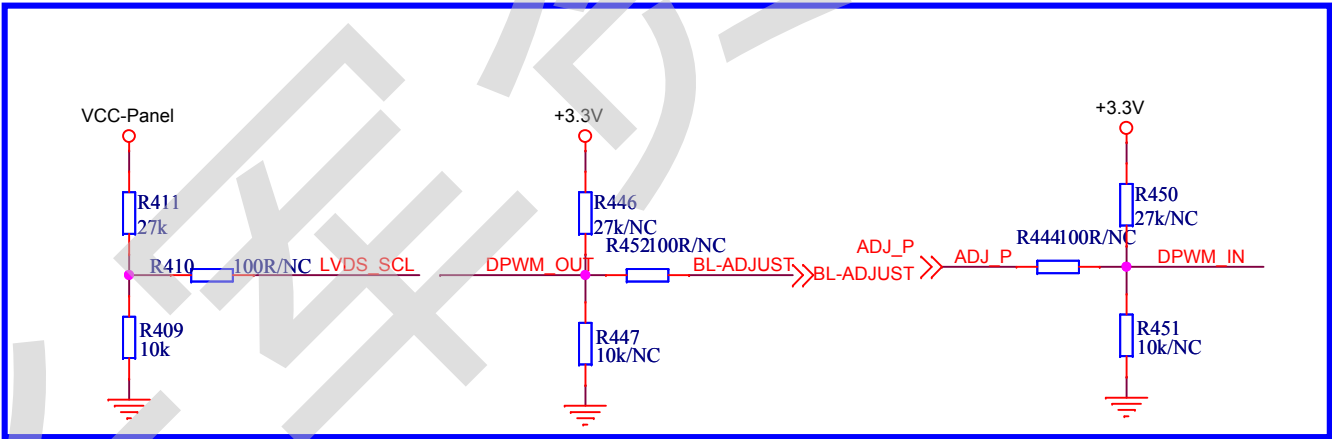 VCC-Panel
R411
27k
R410 100R/NC LVDS_SCL
R409
10k
+3.3V
R446
27k/NC
R452100R/NC
DPWM_OUT BL-ADJUST BL-ADJUST
R447
10k/NC
+3.3V
R450
27k/NC
R444100R/NC
ADJ_P ADJ_P DPWM_IN
R451
10k/NC